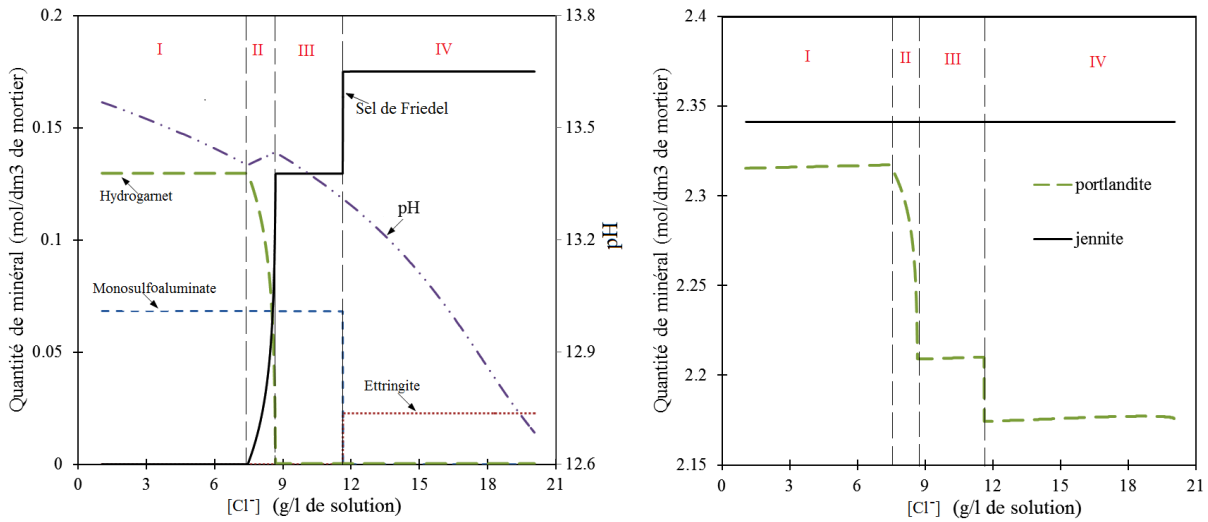 Quantité de minéral (mol/dm3 de mortier)
0.2
0.15
0.1
0.05
0
I
II
III
IV
Sel de Friedel
Hydrogarnet
pH
Monosulfoaluminate
Ettringite
13.8
13.5
13.2
12.9
12.6
pH
0
3
6
9
12
15
18
21
[Cl⁻] (g/l de solution)
Quantité de minéral (mol/dm3 de mortier)
2.4
2.35
2.3
2.25
2.2
2.15
I
II
III
IV
portlandite
jennite
0
3
6
9
12
15
18
21
[Cl⁻] (g/l de solution)